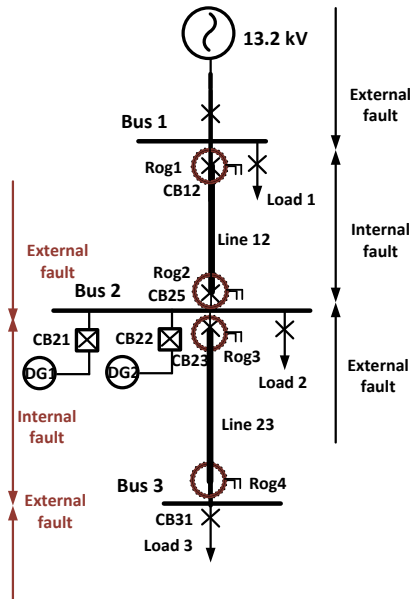 13.2 kV
External
fault
Bus 1
Rog1
CB12
Load 1
Line 12
Internal
fault
External
fault
Rog2
Bus 2
CB25
CB21
CB22
CB23
Rog3
DG1
DG2
Load 2
External
fault
Internal
fault
Line 23
Bus 3
Rog4
External
fault
CB31
Load 3